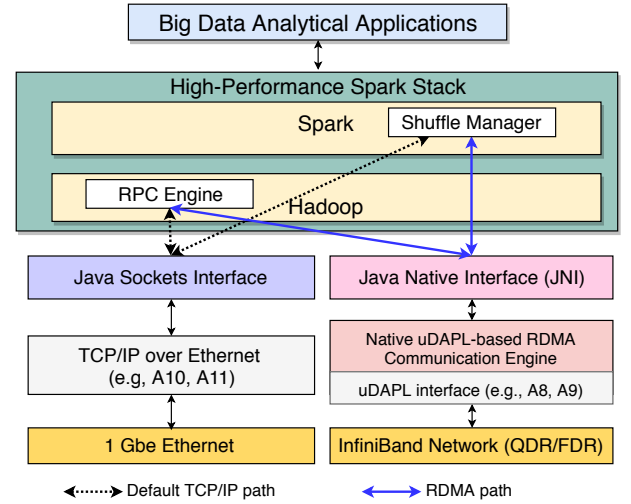 Big Data Analytical Applications
High-Performance Spark Stack
Spark
Shuffle Manager
RPC Engine
Hadoop
Java Sockets Interface
Java Native Interface (JNI)
TCP/IP over Ethernet
(e.g, A10, A11)
Native uDAPL-based RDMA
Communication Engine
uDAPL interface (e.g., A8, A9)
1 Gbe Ethernet
InfiniBand Network (QDR/FDR)
Default TCP/IP path
RDMA path